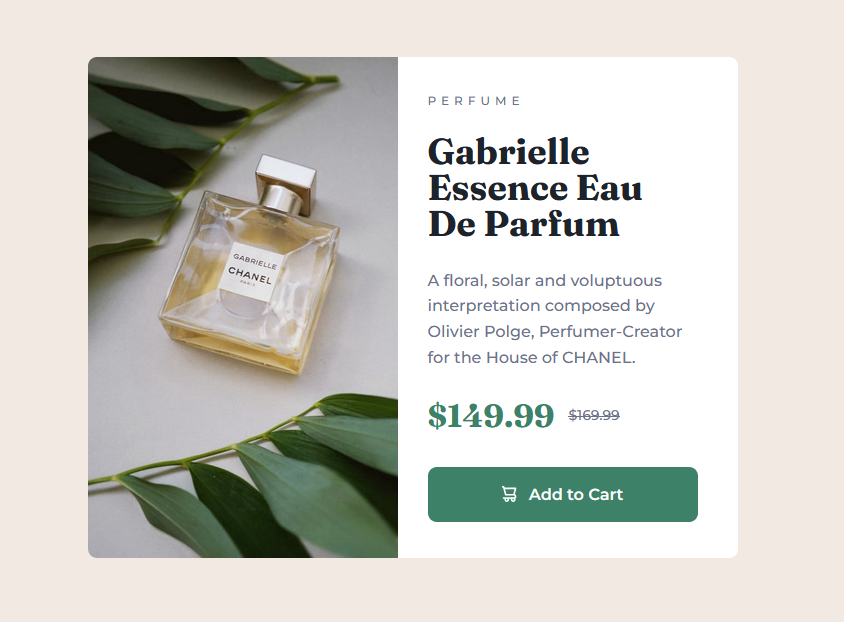 GABRIELLE
CHANEL
PARIS
PERFUME
Gabrielle
Essence Eau
De Parfum
A floral, solar and voluptuous
interpretation composed by
Olivier Polge, Perfumer-Creator
for the House of CHANEL.
$149.99 $169.99
Add to Cart